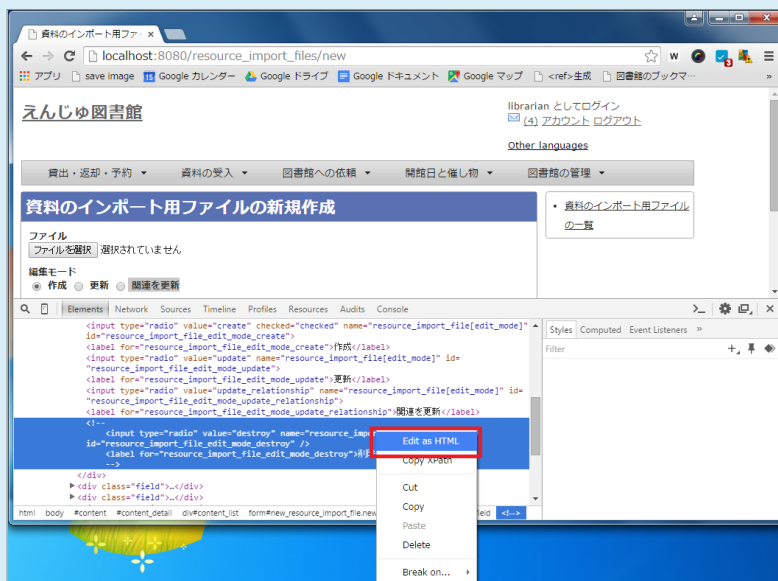 資料のインポート用ファ
localhost:8080/resource_import_files/new
アプリ save image Google カレンダー Google ドライブ Google ドキュメント Google マップ <ref>生成 図書館のブックマ… »
えんじゅ図書館
librarian としてログイン
(4) アカウント ログアウト
Other languages
貸出・返却・予約 ▼ 資料の受入 ▼ 図書館への依頼 ▼ 開館日と催し物 ▼ 図書館の管理 ▼
資料のインポート用ファイルの新規作成
• 資料のインポート用ファイル
の一覧
ファイル
ファイルを選択 選択されていません
編集モード
作成 更新 関連を更新
Elements Network Sources Timeline Profiles Resources Audits Console
<input type="radio" value="create" checked="checked" name="resource_import_file[edit_mode]"
id="resource_import_file_edit_mode_create">
<label for="resource_import_file_edit_mode_create">作成</label>
<input type="radio" value="update" name="resource_import_file[edit_mode]" id=
"resource_import_file_edit_mode_update">
<label for="resource_import_file_edit_mode_update">更新</label>
<input type="radio" value="update_relationship" name="resource_import_file[edit_mode]" id=
"resource_import_file_edit_mode_update_relationship">
<label for="resource_import_file_edit_mode_update_relationship">関連を更新</label>
<!--
<input type="radio" value="destroy" name="resource_impor
id="resource_import_file_edit_mode_destroy" />
<label for="resource_import_file_edit_mode_destroy">削
-->
</div>
▶<div class="field">…</div>
▶<div class="field">…</div>
html body #content #content_detail div#content_list form#new_resource_import_file.new field <!-->
Styles Computed Event Listeners »
Filter
Edit as HTML
Copy XPath
Cut
Copy
Paste
Delete
Break on...